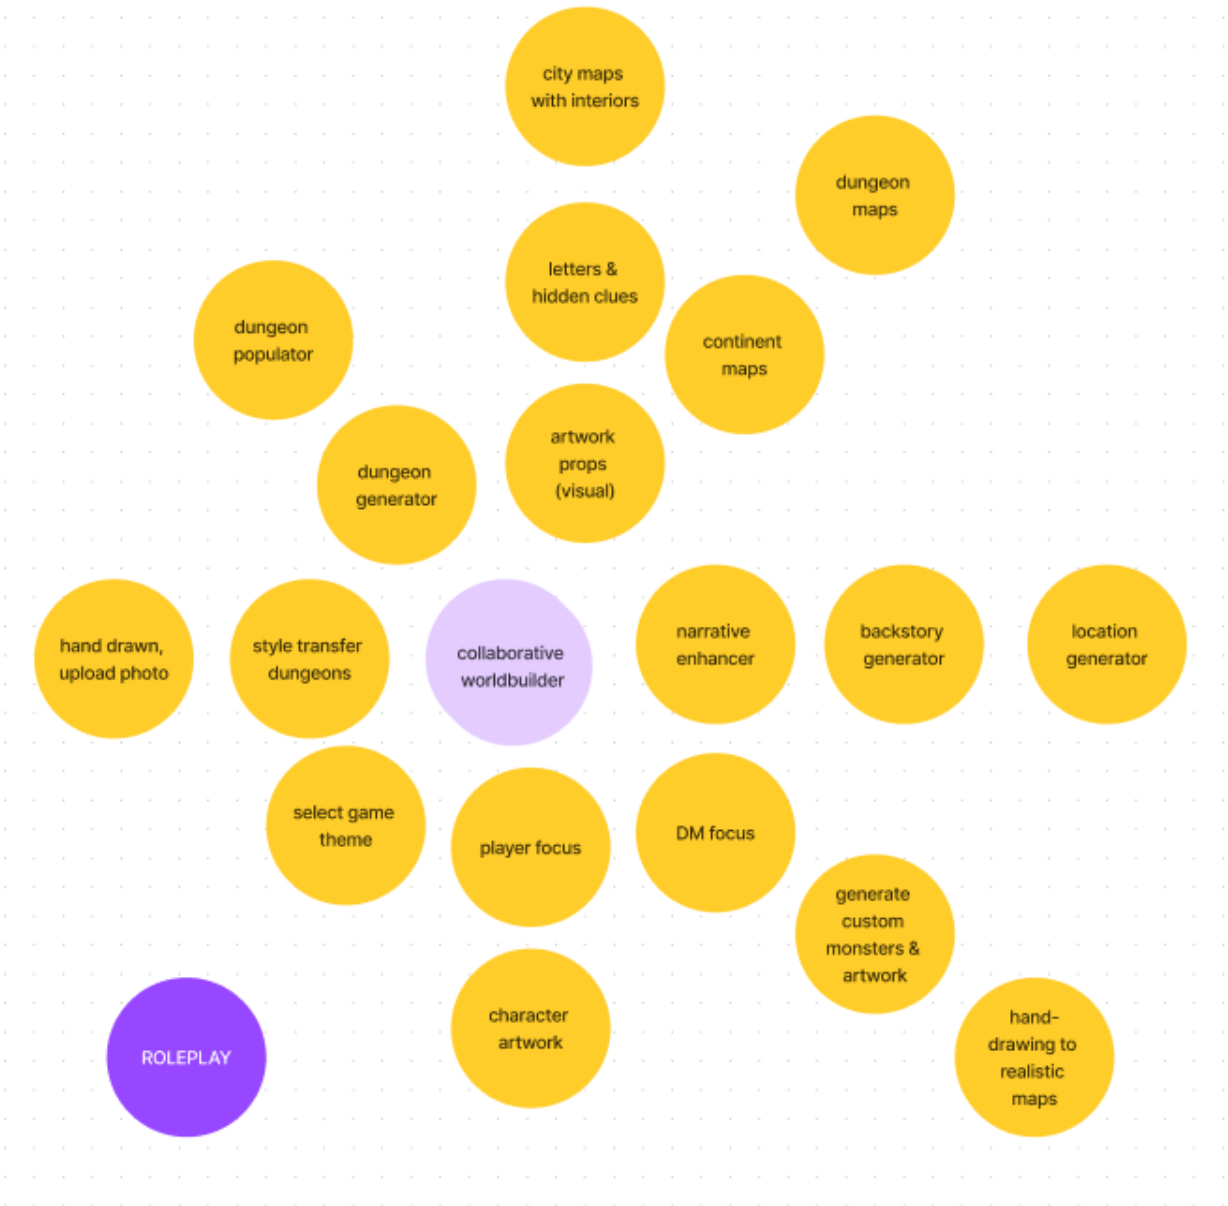 city maps
with interiors
dungeon
maps
letters &
hidden clues
dungeon
populator
continent
maps
artwork
props
(visual)
dungeon
generator
hand drawn,
upload photo
style transfer
dungeons
collaborative
worldbuilder
narrative
enhancer
backstory
generator
location
generator
select game
theme
player focus
DM focus
generate
custom
monsters &
artwork
ROLEPLAY
character
artwork
hand-
drawing to
realistic
maps